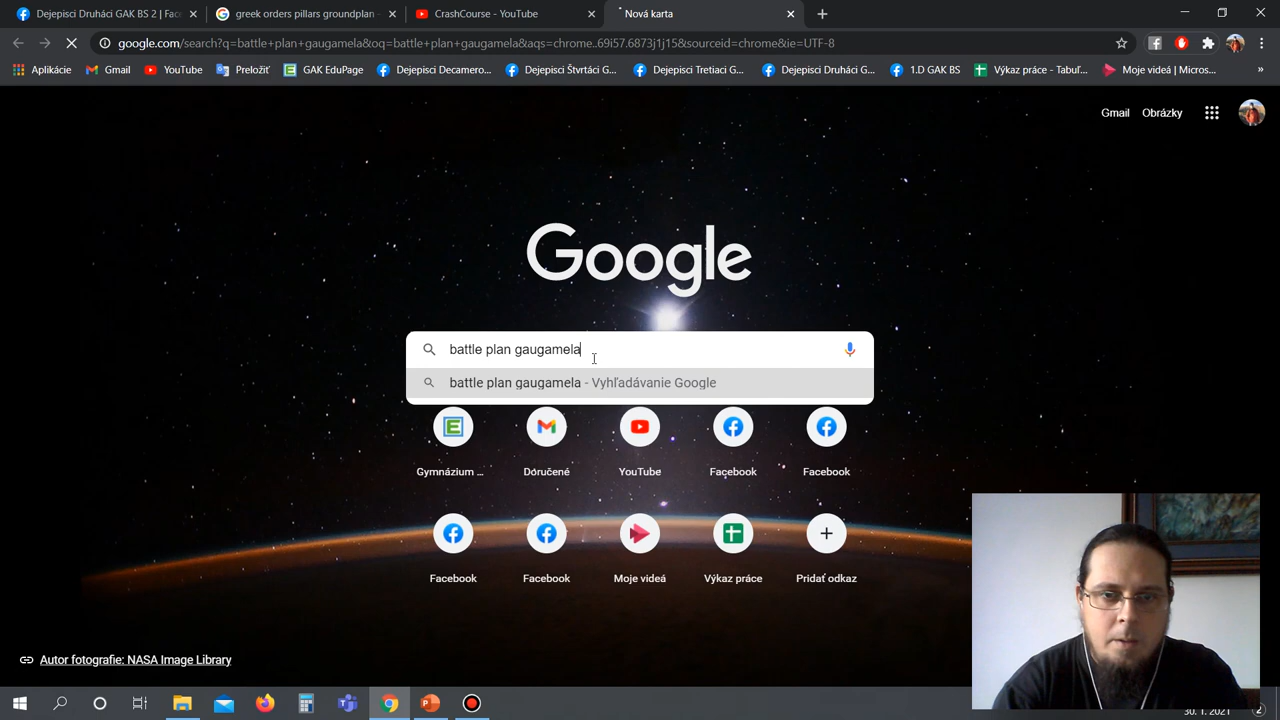 Dejepisci Druháci GAK BS 2 | Fac
greek orders pillars groundplan -
CrashCourse - YouTube
Nová karta
google.com/search?q=battle+plan+gaugamela&oq=battle+plan+gaugamela&aqs=chrome..69i57.6873j1j15&sourceid=chrome&ie=UTF-8
Aplikácie
Gmail
YouTube
Preložiť
GAK EduPage
Dejepisci Dezamero...
Dejepisci Štvrtáci G...
Dejepisci Tretiaci G...
Dejepisci Druháci G...
1.D GAK BS
Výkaz práce - Tabuľ...
Moje videá | Micros...
Gmail
Obrázky
Google
battle plan gaugamela
battle plan gaugamela - Vyhľadávanie Google
Gymnázium ...
Doručené
YouTube
Facebook
Facebook
Facebook
Facebook
Moje videá
Výkaz práce
Pridať odkaz
Autor fotografie: NASA Image Library
30. 1. 2021
2